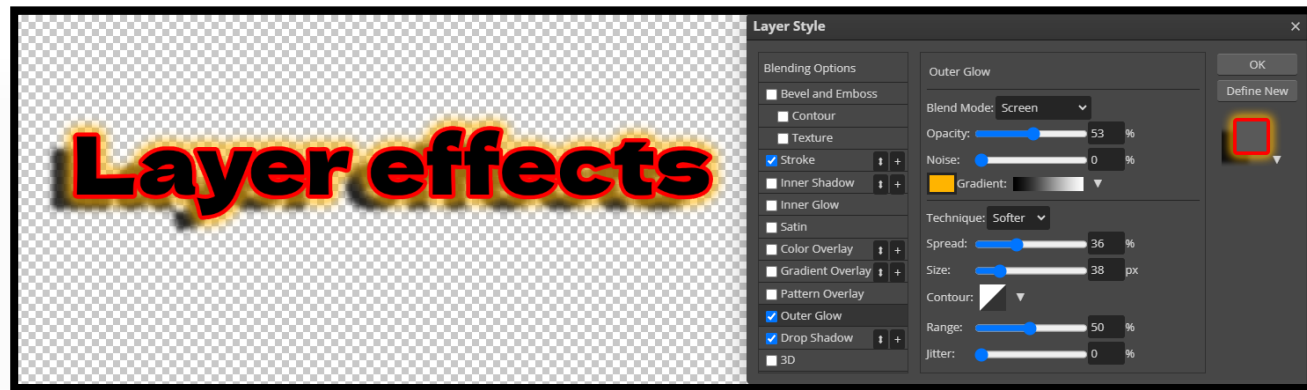 Layer effects
Layer Style ×
Blending Options
Bevel and Emboss
Contour
Texture
Stroke
Inner Shadow
Inner Glow
Satin
Color Overlay
Gradient Overlay
Pattern Overlay
Outer Glow
Drop Shadow
3D
Outer Glow
Blend Mode: Screen
Opacity: 53 %
Noise: 0 %
Gradient:
Technique: Softer
Spread: 36 %
Size: 38 px
Contour:
Range: 50 %
Jitter: 0 %
OK
Define New